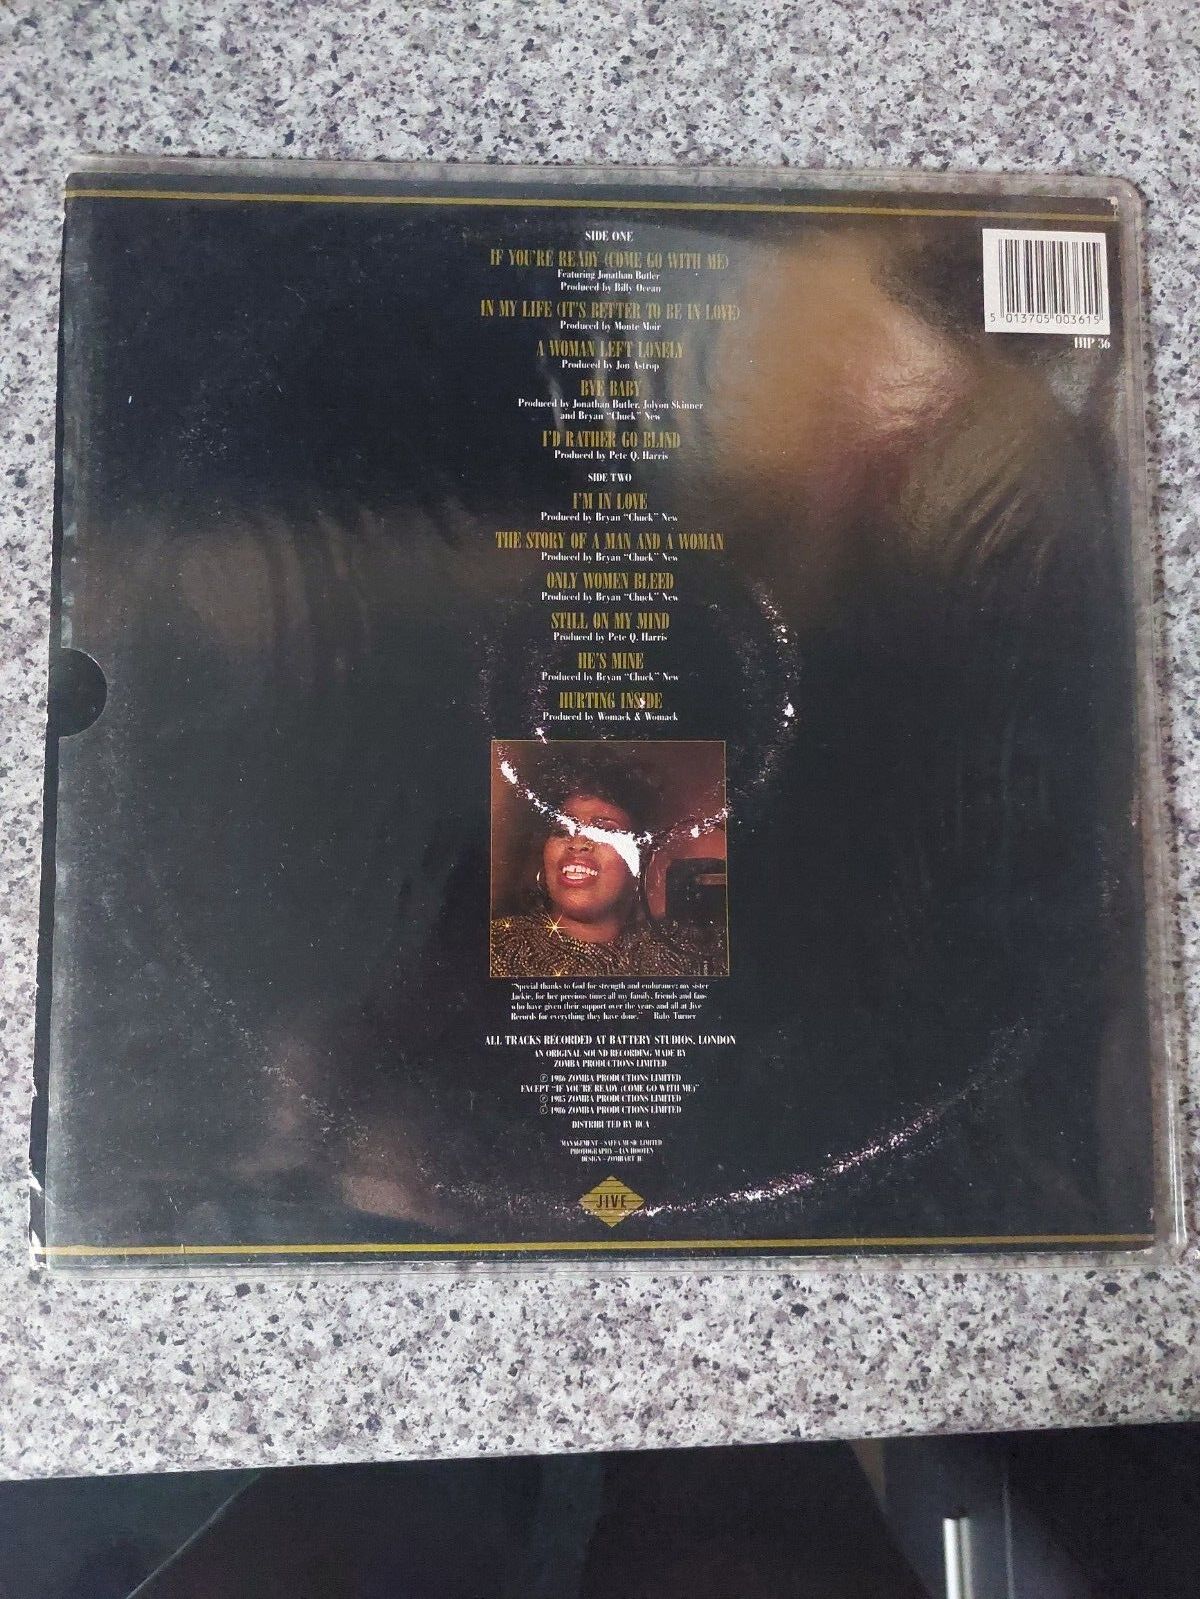 SIDE ONE
IF YOU'RE READY (COME GO WITH ME)
Featuring Jonathan Butler
Produced by Billy Ocean
IN MY LIFE (IT'S BETTER TO BE IN LOVE)
Produced by Monte Moir
A WOMAN LEFT LONELY
Produced by Jon Astrop
BYE BABY
Produced by Jonathan Butler, Jolyon Skinner
and Bryan "Chuck" New
I'D RATHER GO BLIND
Produced by Pete Q. Harris
SIDE TWO
I'M IN LOVE
Produced by Bryan "Chuck" New
THE STORY OF A MAN AND A WOMAN
Produced by Bryan "Chuck" New
ONLY WOMEN BLEED
Produced by Bryan "Chuck" New
STILL ON MY MIND
Produced by Pete Q. Harris
HE'S MINE
Produced by Bryan "Chuck" New
HURTING INSIDE
Produced by Womack & Womack
5 013705 003615
HIP 36
"Special thanks to God for strength and endurance; my sister
Jackie, for her precious time; all my family, friends and fans
who have given their support over the years and all at Jive
Records for everything they have done." Ruby Turner
ALL TRACKS RECORDED AT BATTERY STUDIOS, LONDON
AN ORIGINAL SOUND RECORDING MADE BY
ZOMBA PRODUCTIONS LIMITED
℗ 1986 ZOMBA PRODUCTIONS LIMITED
EXCEPT "IF YOU'RE READY (COME GO WITH ME)"
℗ 1985 ZOMBA PRODUCTIONS LIMITED
© 1986 ZOMBA PRODUCTIONS LIMITED
DISTRIBUTED BY RCA
MANAGEMENT – SAFFA MUSIC LIMITED
PHOTOGRAPHY – IAN HOOTEN
DESIGN – ZOMBART
JIVE